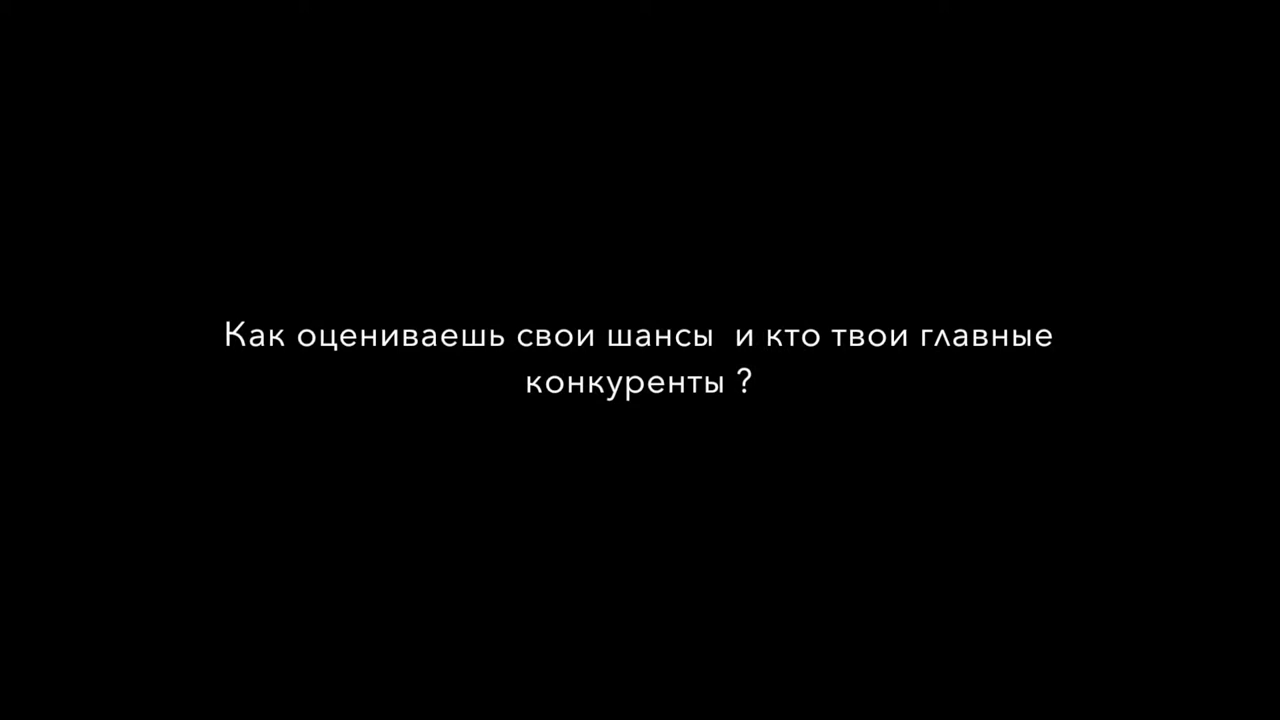 Как оцениваешь свои шансы  и кто твои главные
конкуренты ?